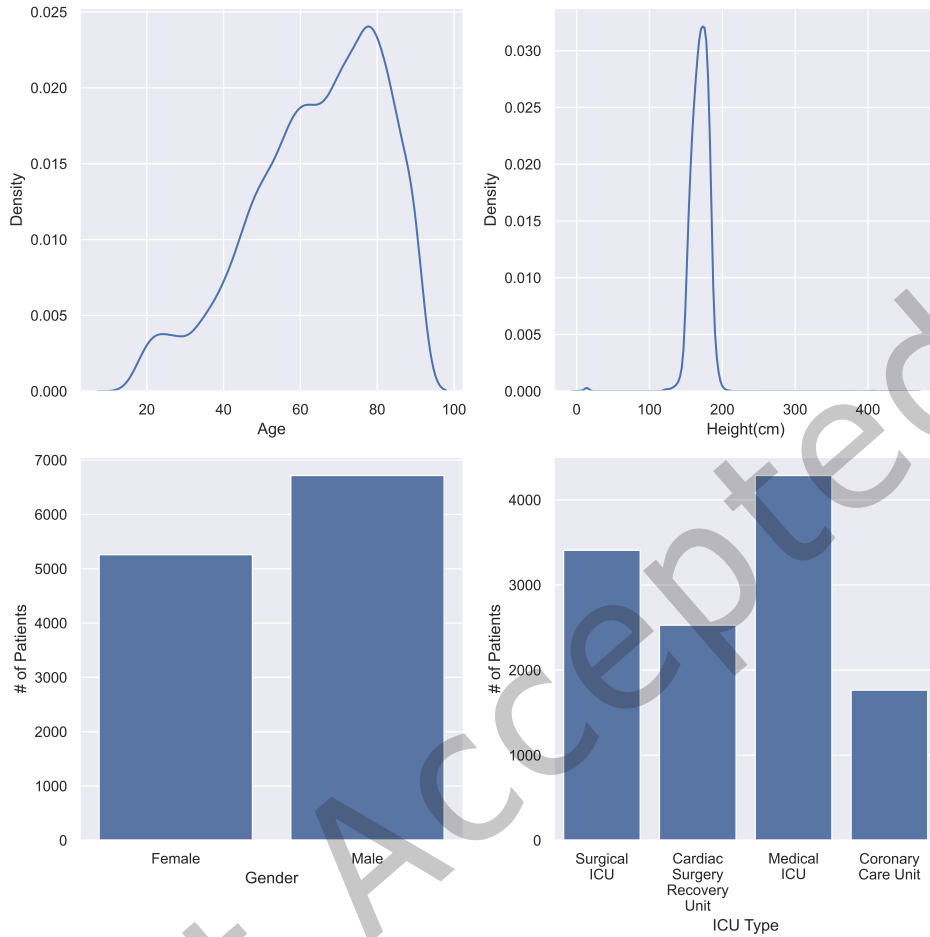 0.025
0.020
0.015
0.010
0.005
0.000
Density
20 40 60 80 100
Age
0.030
0.025
0.020
0.015
0.010
0.005
0.000
Density
0 100 200 300 400
Height(cm)
7000
6000
5000
4000
3000
2000
1000
0
# of Patients
Female Male
Gender
4000
3000
2000
1000
0
# of Patients
Surgical
ICU
Cardiac
Surgery
Recovery
Unit
Medical
ICU
Coronary
Care Unit
ICU Type
Accepted